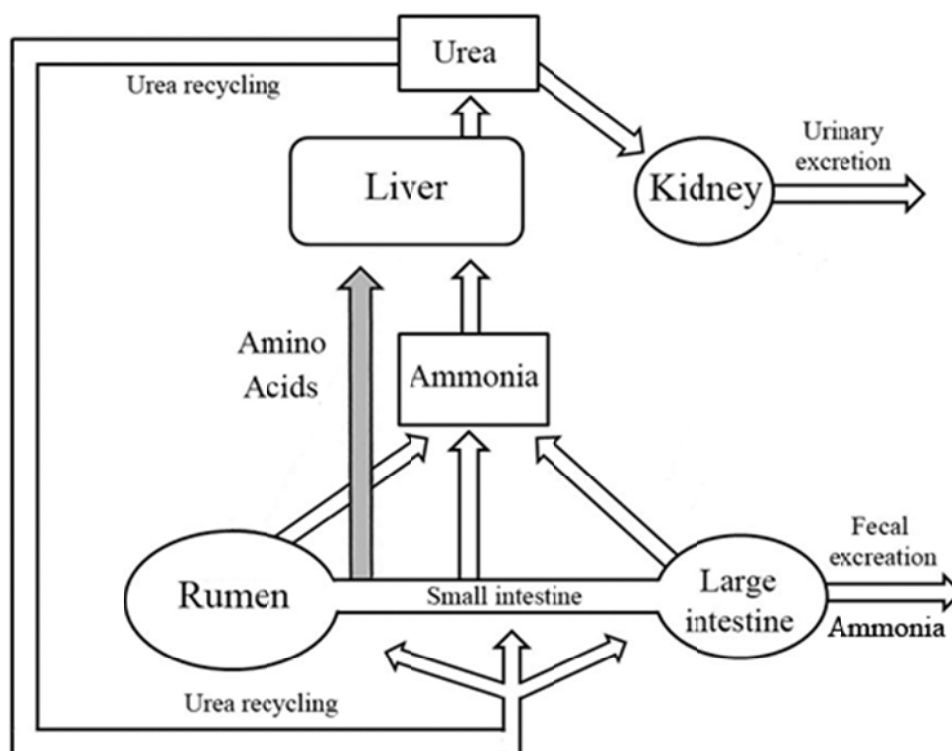 Urea
Urea recycling
Urinary
excretion
Liver
Kidney
Amino
Acids
Ammonia
Fecal
excreation
Rumen
Small intestine
Large
intestine
Ammonia
Urea recycling